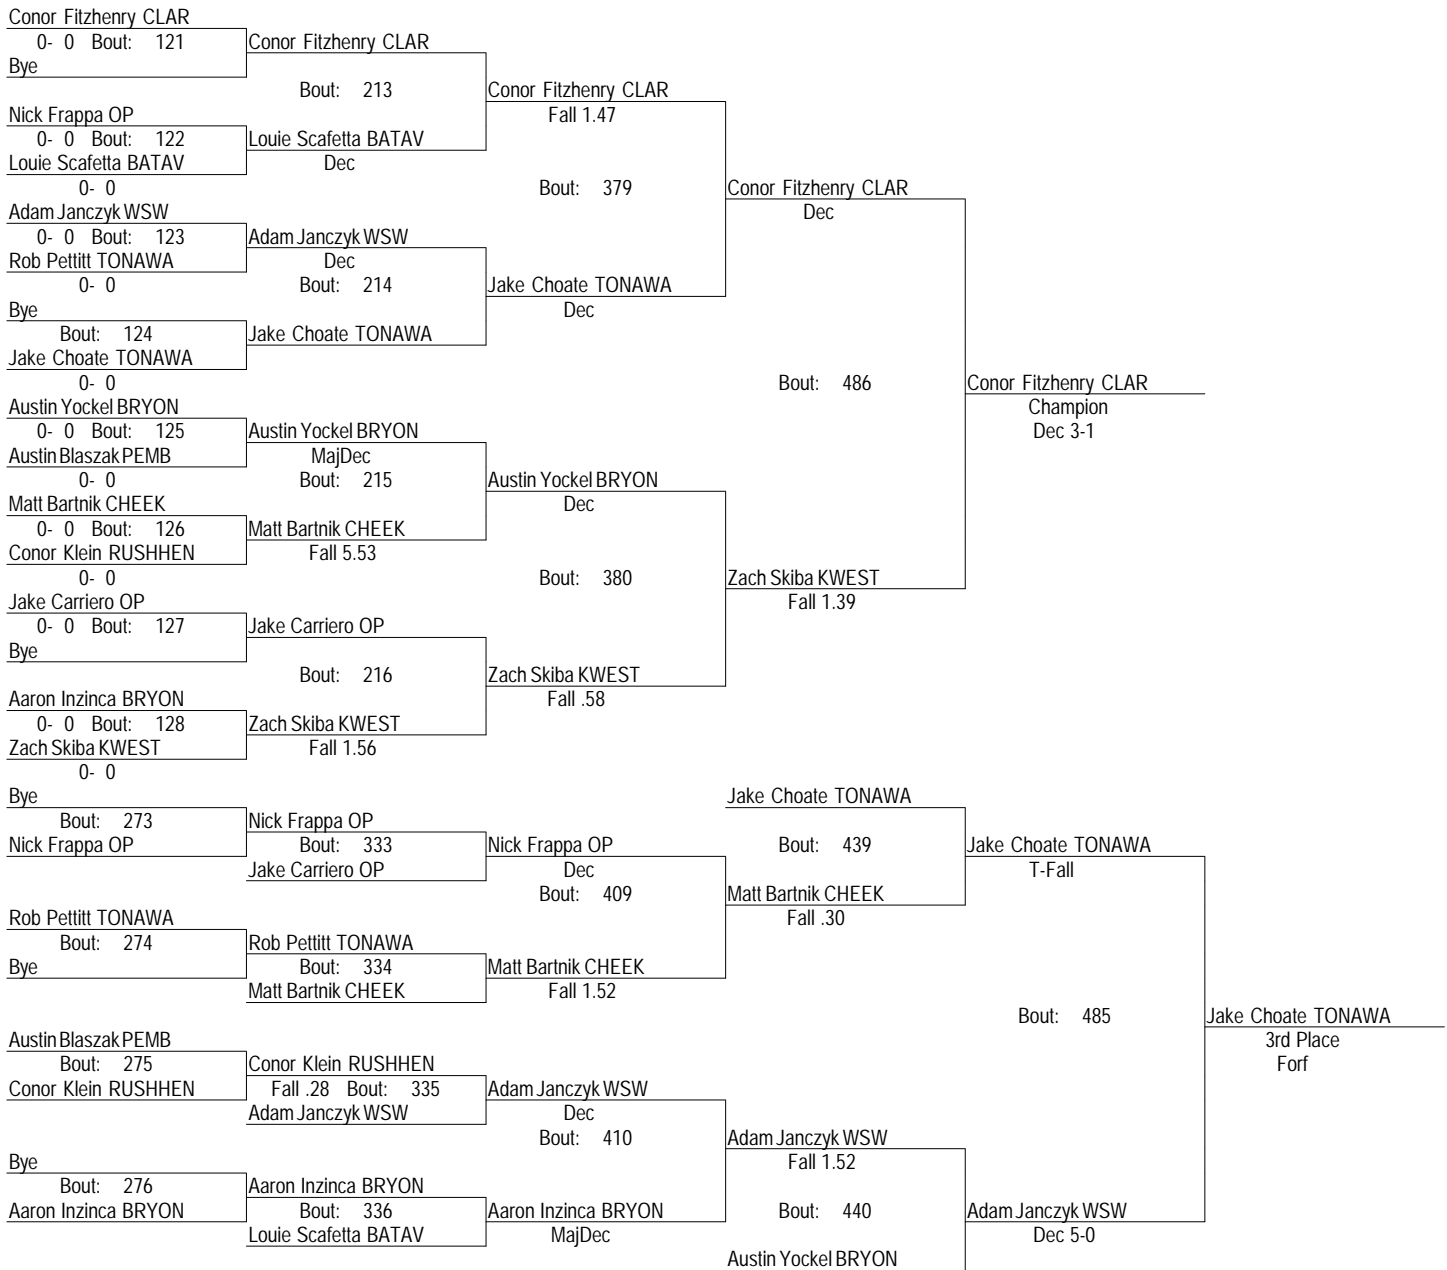 Conor Fitzhenry CLAR
0- 0 Bout: 121
Bye
Nick Frappa OP
0- 0 Bout: 122
Louie Scafetta BATAV
0- 0
Adam Janczyk WSW
0- 0 Bout: 123
Rob Pettitt TONAWA
0- 0
Bye
Bout: 124
Jake Choate TONAWA
0- 0
Austin Yockel BRYON
0- 0 Bout: 125
Austin Blaszak PEMB
0- 0
Matt Bartnik CHEEK
0- 0 Bout: 126
Conor Klein RUSHHEN
0- 0
Jake Carriero OP
0- 0 Bout: 127
Bye
Aaron Inzinca BRYON
0- 0 Bout: 128
Zach Skiba KWEST
0- 0
Conor Fitzhenry CLAR
Bout: 213
Louie Scafetta BATAV
Dec
Adam Janczyk WSW
Dec
Bout: 214
Jake Choate TONAWA
Austin Yockel BRYON
MajDec
Bout: 215
Matt Bartnik CHEEK
Fall 5.53
Jake Carriero OP
Bout: 216
Zach Skiba KWEST
Fall 1.56
Conor Fitzhenry CLAR
Fall 1.47
Bout: 379
Jake Choate TONAWA
Dec
Austin Yockel BRYON
Dec
Bout: 380
Zach Skiba KWEST
Fall .58
Conor Fitzhenry CLAR
Dec
Bout: 486
Zach Skiba KWEST
Fall 1.39
Conor Fitzhenry CLAR
Champion
Dec 3-1
Bye
Bout: 273
Nick Frappa OP
Rob Pettitt TONAWA
Bout: 274
Bye
Austin Blaszak PEMB
Bout: 275
Conor Klein RUSHHEN
Bye
Bout: 276
Aaron Inzinca BRYON
Nick Frappa OP
Bout: 333
Jake Carriero OP
Rob Pettitt TONAWA
Bout: 334
Matt Bartnik CHEEK
Conor Klein RUSHHEN
Fall .28 Bout: 335
Adam Janczyk WSW
Aaron Inzinca BRYON
Bout: 336
Louie Scafetta BATAV
Nick Frappa OP
Dec
Bout: 409
Matt Bartnik CHEEK
Fall 1.52
Adam Janczyk WSW
Dec
Bout: 410
Aaron Inzinca BRYON
MajDec
Jake Choate TONAWA
Bout: 439
Matt Bartnik CHEEK
Fall .30
Adam Janczyk WSW
Fall 1.52
Bout: 440
Austin Yockel BRYON
Jake Choate TONAWA
T-Fall
Bout: 485
Adam Janczyk WSW
Dec 5-0
Jake Choate TONAWA
3rd Place
Forf